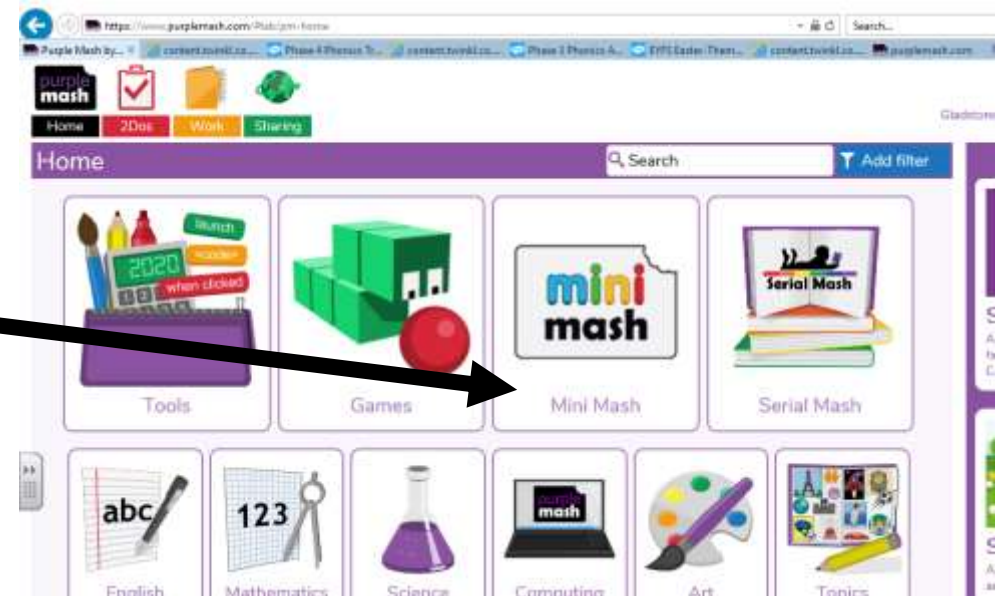 https://www.purplemash.com/#tab/pm-home
Search...
Purple Mash by...
content.twinkl.co....
Phase 4 Phonics Tr...
content.twinkl.co....
Phase 3 Phonics A...
EYFS Easter Them...
content.twinkl.co....
purplemash.com
purple
mash
Home
2Dos
Work
Sharing
Gladstone
Home
Search
Add filter
launch
2020
when clicked
mini
mash
Serial Mash
Tools
Games
Mini Mash
Serial Mash
abc
123
purple
mash
English
Mathematics
Science
Computing
Art
Topics